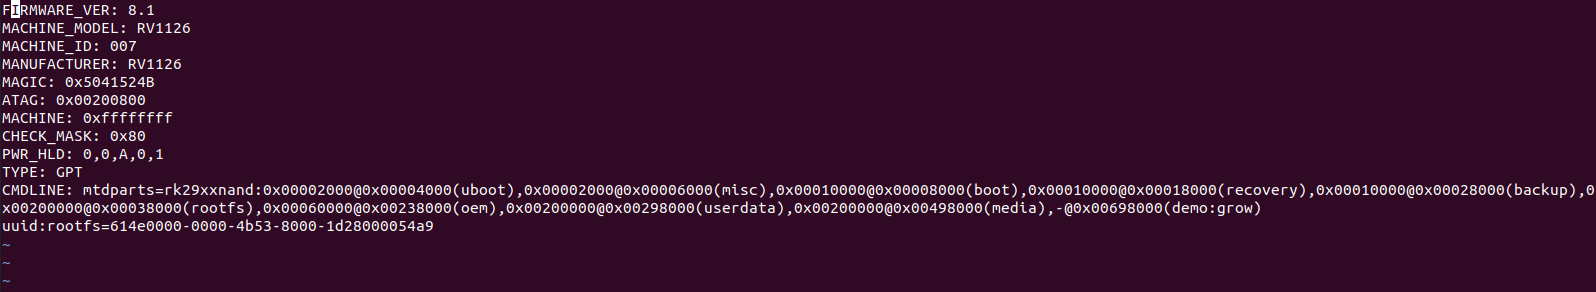 FIRMWARE_VER: 8.1
MACHINE_MODEL: RV1126
MACHINE_ID: 007
MANUFACTURER: RV1126
MAGIC: 0x5041524B
ATAG: 0x00200800
MACHINE: 0xffffffff
CHECK_MASK: 0x80
PWR_HLD: 0,0,A,0,1
TYPE: GPT
CMDLINE: mtdparts=rk29xxnand:0x00002000@0x00004000(uboot),0x00002000@0x00006000(misc),0x00010000@0x00008000(boot),0x00010000@0x00018000(recovery),0x00010000@0x00028000(backup),0
x00200000@0x00038000(rootfs),0x00060000@0x00238000(oem),0x00200000@0x00298000(userdata),0x00200000@0x00498000(media),-@0x00698000(demo:grow)
uuid:rootfs=614e0000-0000-4b53-8000-1d28000054a9
~
~
~